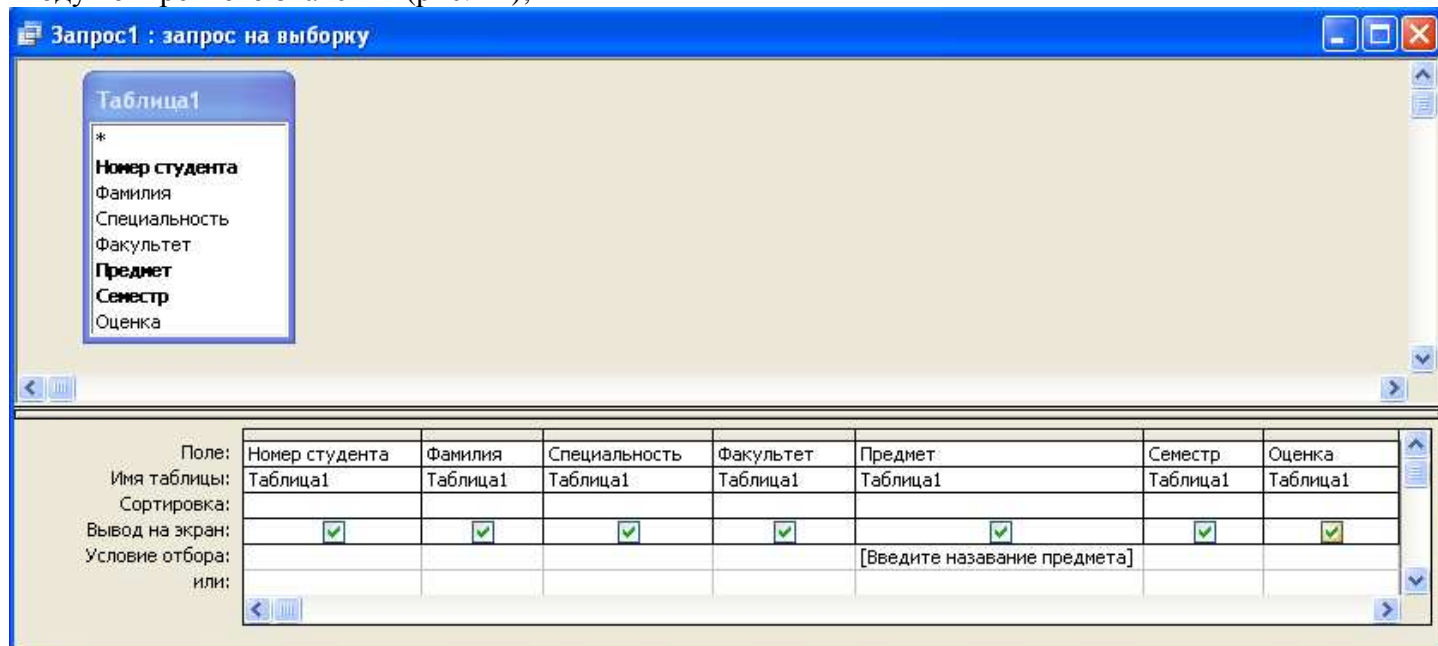 Запрос1 : запрос на выборку
Таблица1
*
Номер студента
Фамилия
Специальность
Факультет
Предмет
Семестр
Оценка
Поле: Номер студента Фамилия Специальность Факультет Предмет Семестр Оценка
Имя таблицы: Таблица1 Таблица1 Таблица1 Таблица1 Таблица1 Таблица1 Таблица1
Сортировка:
Вывод на экран:
Условие отбора: [Введите назавание предмета]
или: